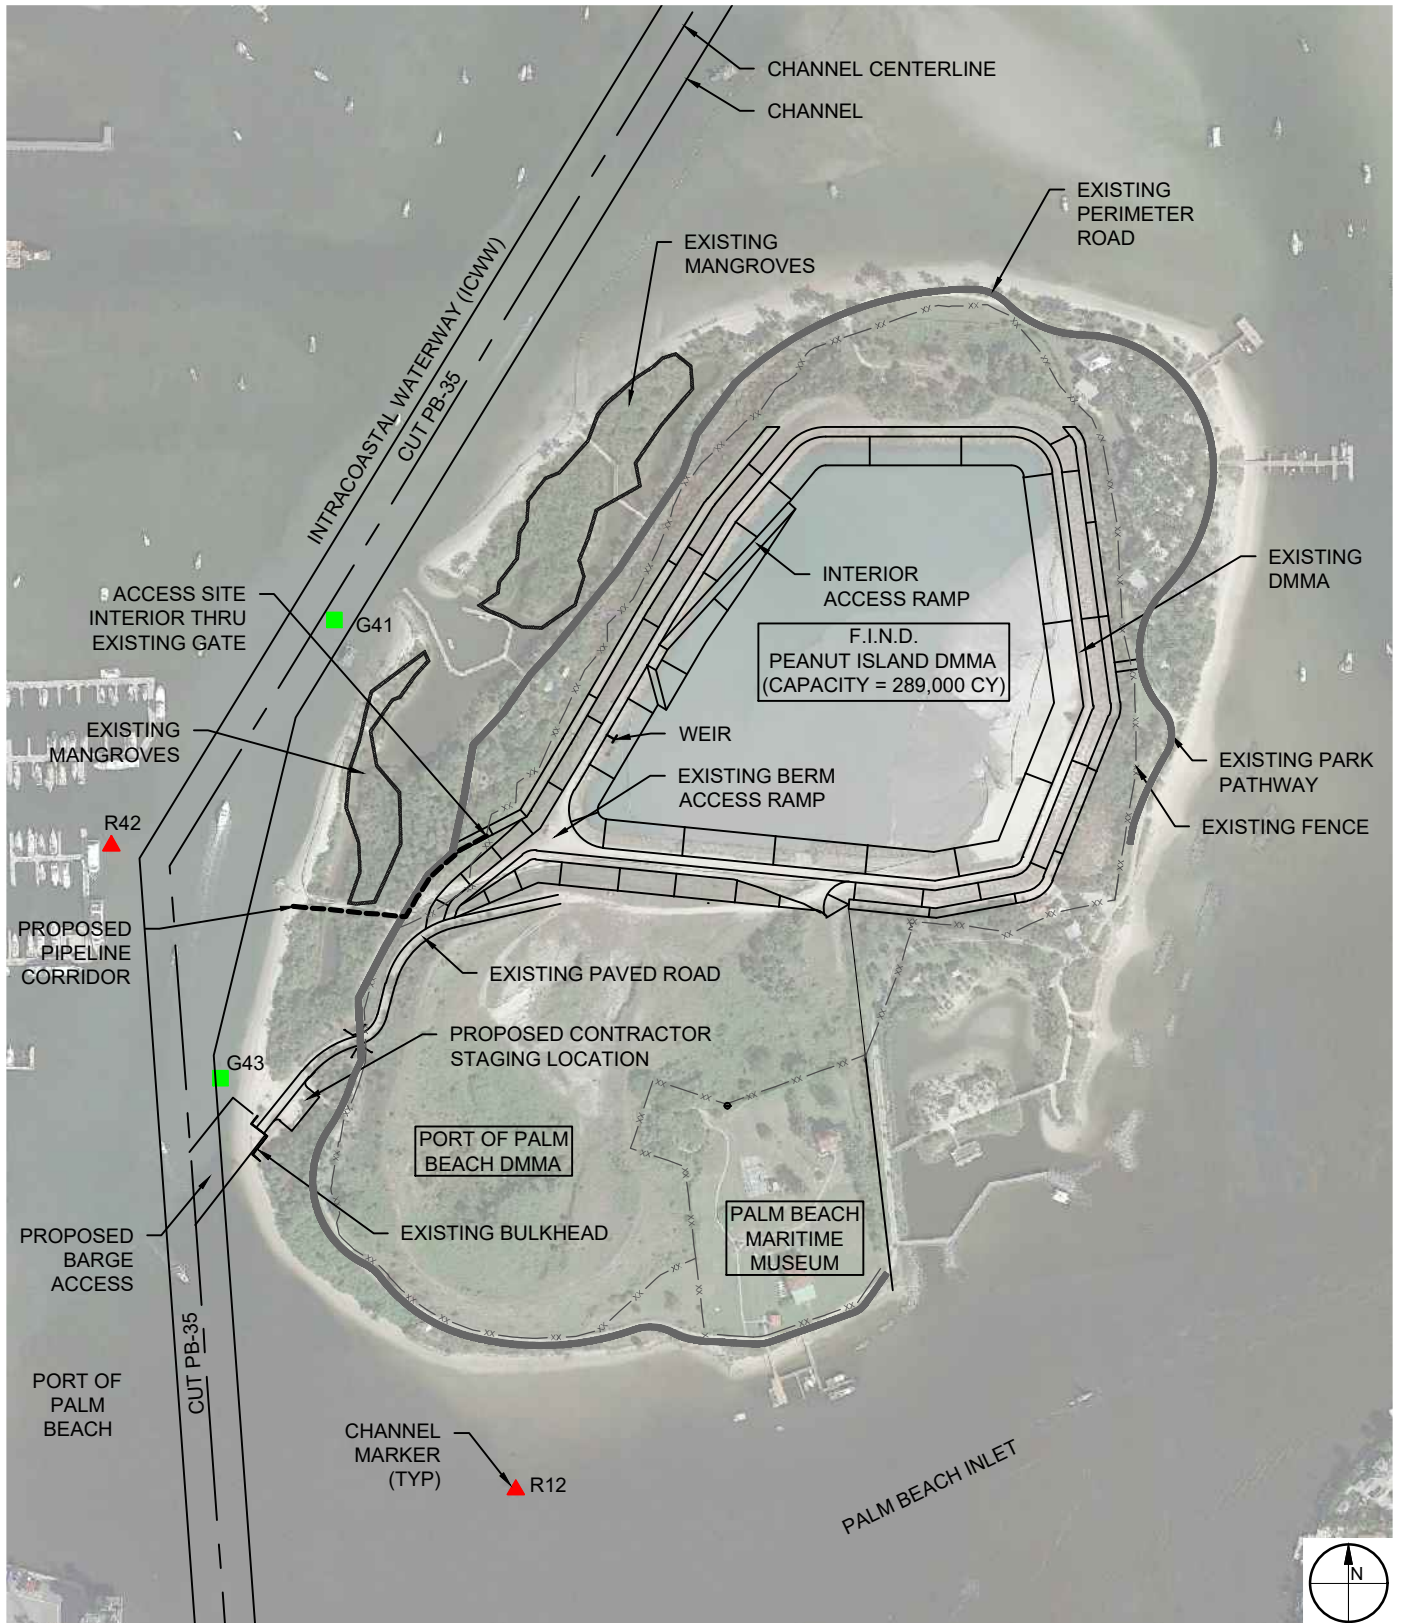 CHANNEL CENTERLINE
CHANNEL
EXISTING
PERIMETER
ROAD
EXISTING
MANGROVES
INTRACOASTAL WATERWAY (ICWW)
CUT PB-35
ACCESS SITE
INTERIOR THRU
EXISTING GATE
G41
INTERIOR
ACCESS RAMP
EXISTING
DMMA
F.I.N.D.
PEANUT ISLAND DMMA
(CAPACITY = 289,000 CY)
EXISTING
MANGROVES
WEIR
EXISTING BERM
ACCESS RAMP
EXISTING PARK
PATHWAY
EXISTING FENCE
R42
PROPOSED
PIPELINE
CORRIDOR
EXISTING PAVED ROAD
PROPOSED CONTRACTOR
STAGING LOCATION
G43
PORT OF PALM
BEACH DMMA
PROPOSED
BARGE
ACCESS
EXISTING BULKHEAD
PALM BEACH
MARITIME
MUSEUM
CUT PB-35
PORT OF
PALM
BEACH
CHANNEL
MARKER
(TYP)
R12
PALM BEACH INLET
N